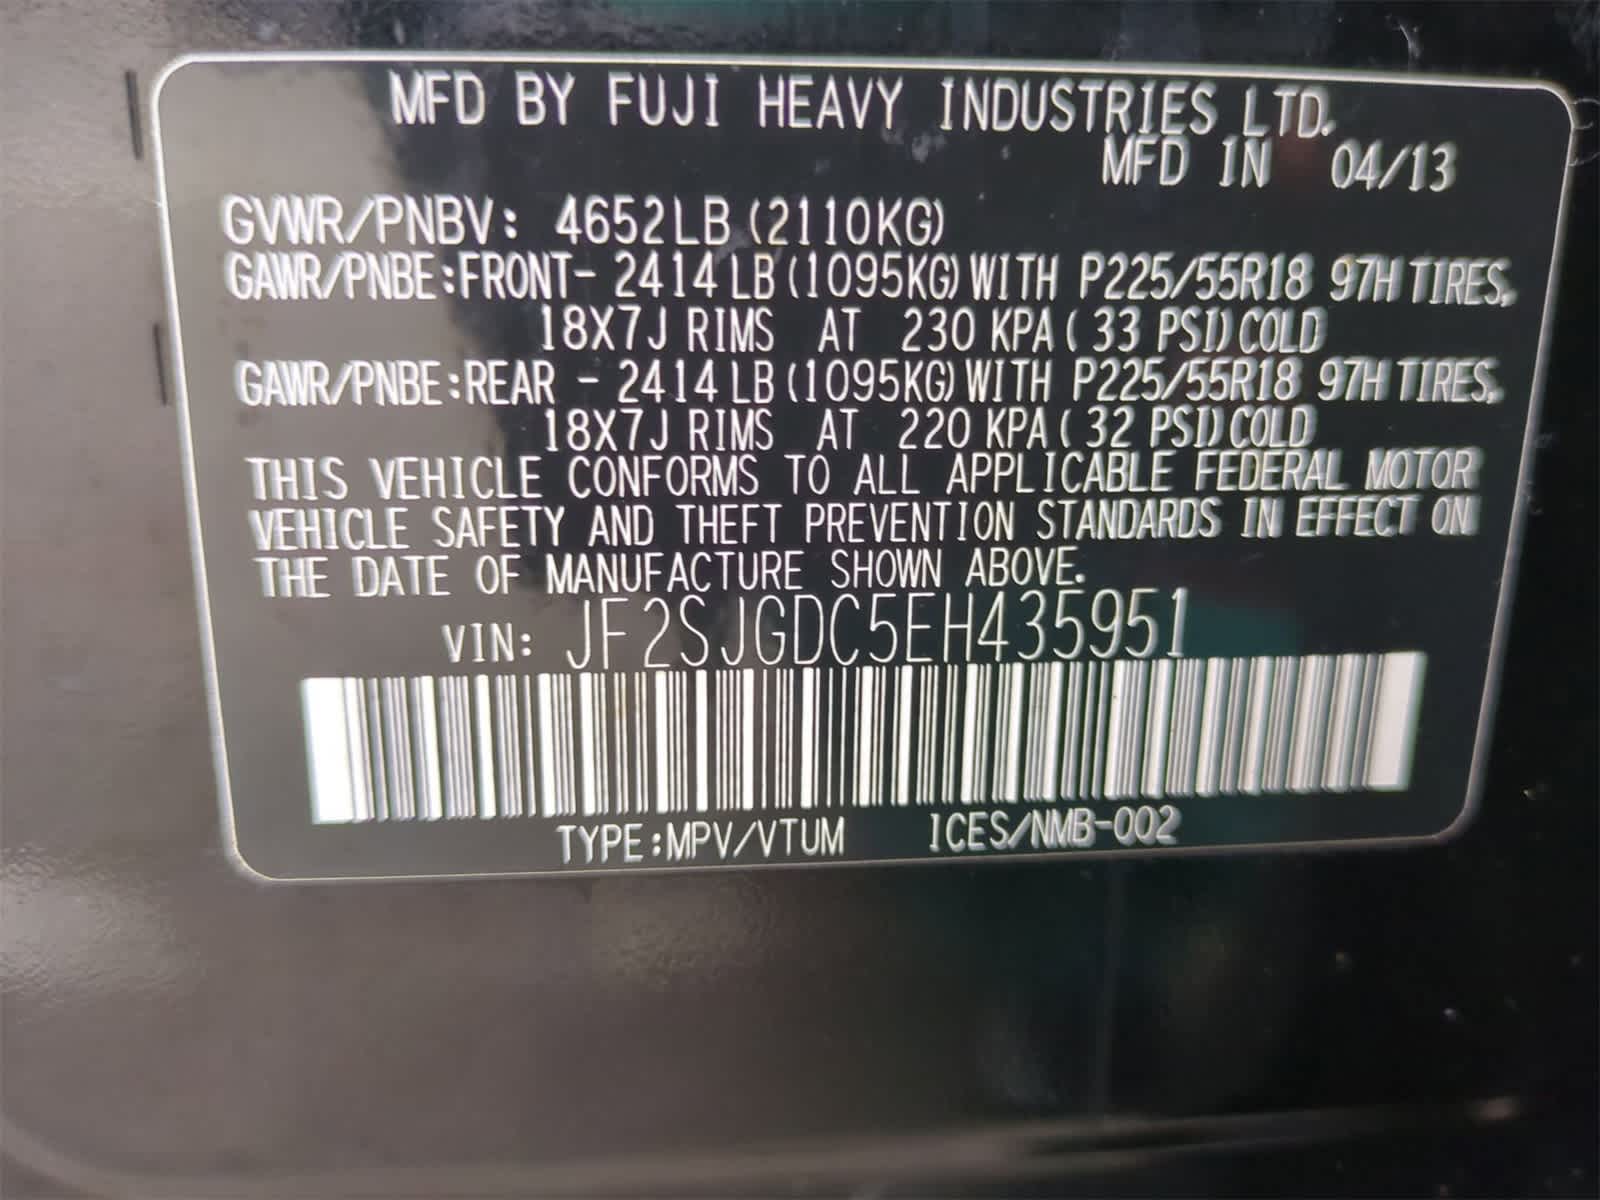 MFD BY FUJI HEAVY INDUSTRIES LTD.
MFD IN 04/13
GVWR/PNBV: 4652LB (2110KG)
GAWR/PNBE:FRONT- 2414LB (1095KG) WITH P225/55R18 97H TIRES,
18X7J RIMS AT 230 KPA ( 33 PSI) COLD
GAWR/PNBE:REAR - 2414LB (1095KG) WITH P225/55R18 97H TIRES,
18X7J RIMS AT 220 KPA ( 32 PSI) COLD
THIS VEHICLE CONFORMS TO ALL APPLICABLE FEDERAL MOTOR
VEHICLE SAFETY AND THEFT PREVENTION STANDARDS IN EFFECT ON
THE DATE OF MANUFACTURE SHOWN ABOVE.
VIN: JF2SJGDC5EH435951
TYPE:MPV/VTUM ICES/NMB-002